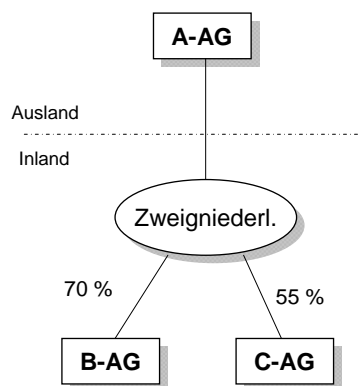 A-AG
Ausland
Inland
Zweigniederl.
70 %
55 %
B-AG
C-AG